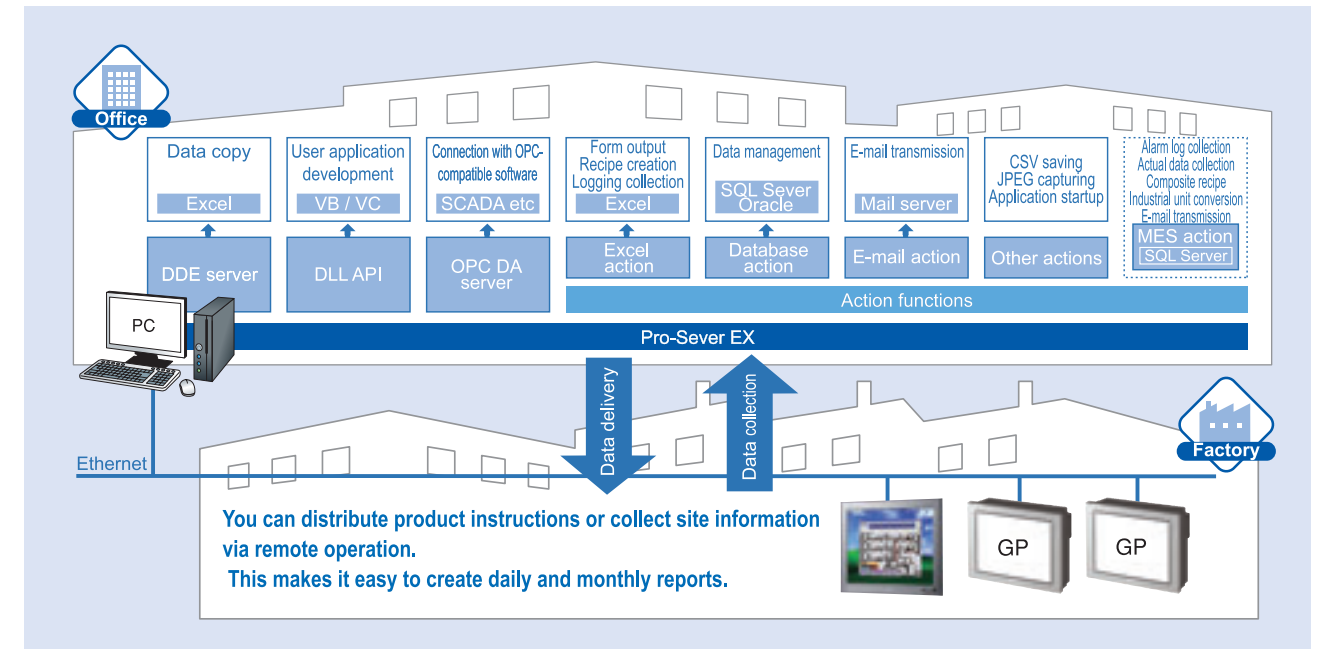 Office
Data copy
Excel
DDE server
User application
development
VB / VC
DLL API
Connection with OPC-
compatible software
SCADA etc
OPC DA
server
Form output
Recipe creation
Logging collection
Excel
Excel
action
Data management
SQL Sever
Oracle
Database
action
E-mail transmission
Mail server
E-mail action
CSV saving
JPEG capturing
Application startup
Other actions
Alarm log collection
Actual data collection
Composite recipe
Industrial unit conversion
E-mail transmission
MES action
SQL Server
Action functions
PC
Pro-Sever EX
Data delivery
Data collection
Factory
Ethernet
You can distribute product instructions or collect site information
via remote operation.
This makes it easy to create daily and monthly reports.
GP
GP